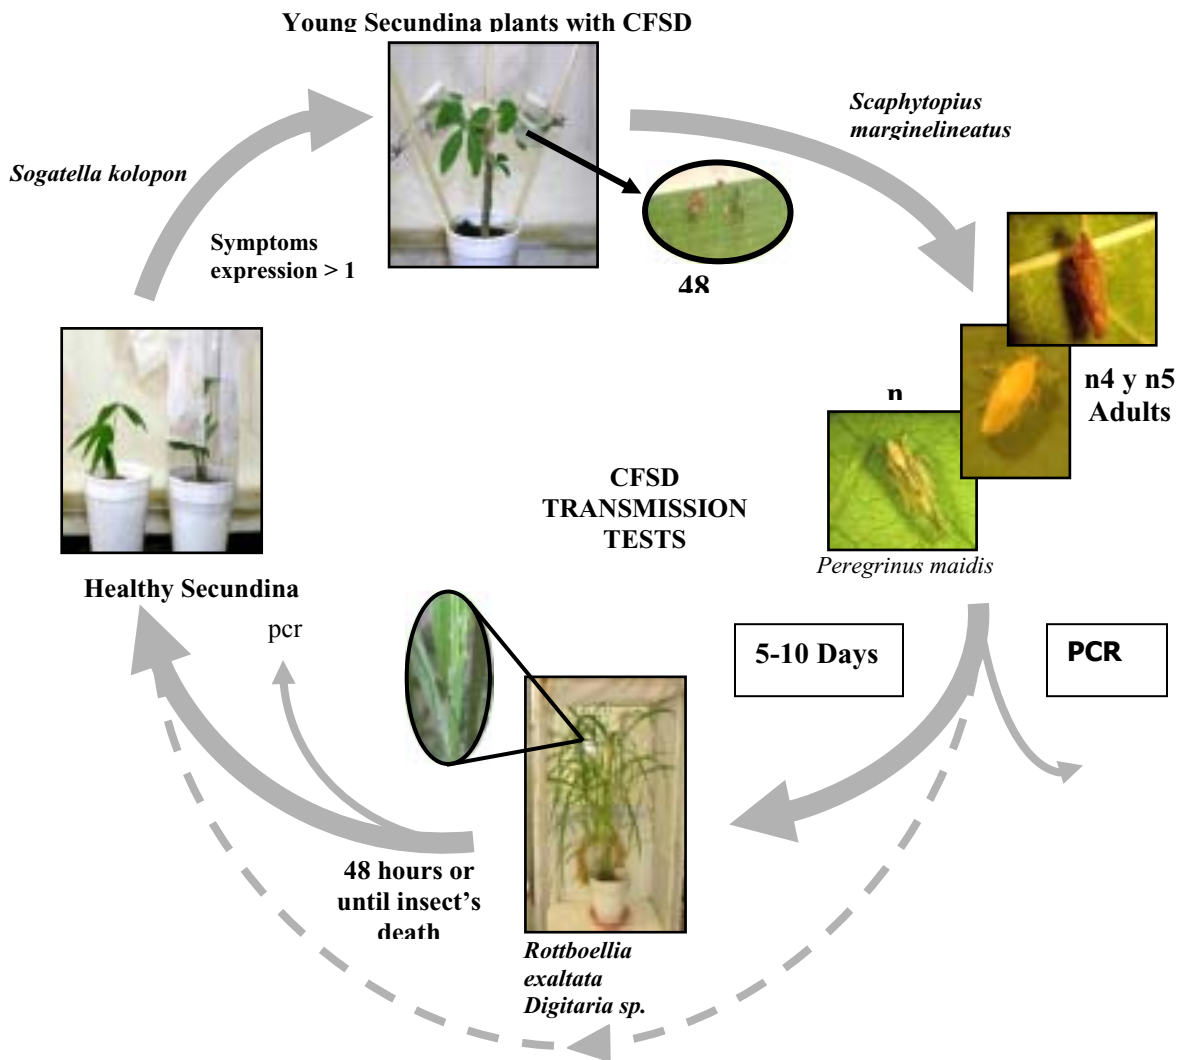 Young Secundina plants with CFSD
Scaphytopius
marginelineatus
Sogatella kolopon
Symptoms
expression > 1
48
n4 y n5
Adults
n
CFSD
TRANSMISSION
TESTS
Peregrinus maidis
Healthy Secundina
pcr
5-10 Days
PCR
48 hours or
until insect's
death
Rottboellia
exaltata
Digitaria sp.